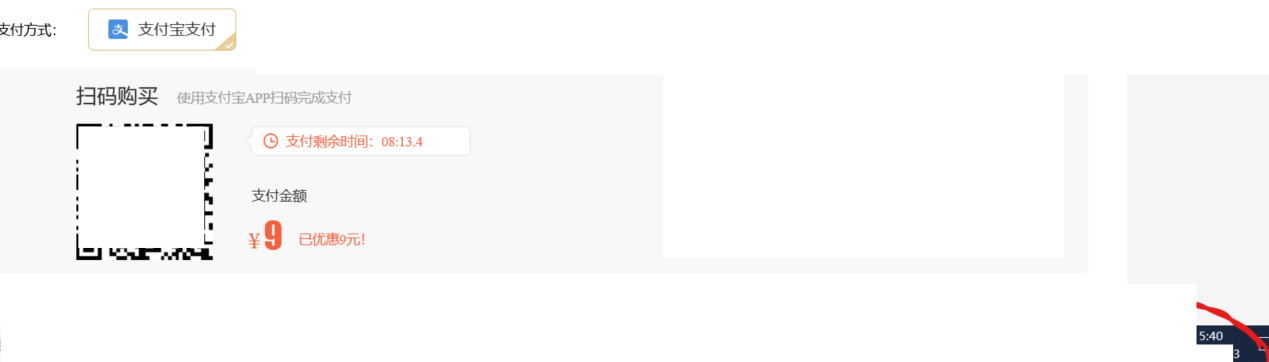 支付方式：
支付宝支付
扫码购买 使用支付宝APP扫码完成支付
支付剩余时间：08:13.4
支付金额
¥9 已优惠9元！
5:40
3